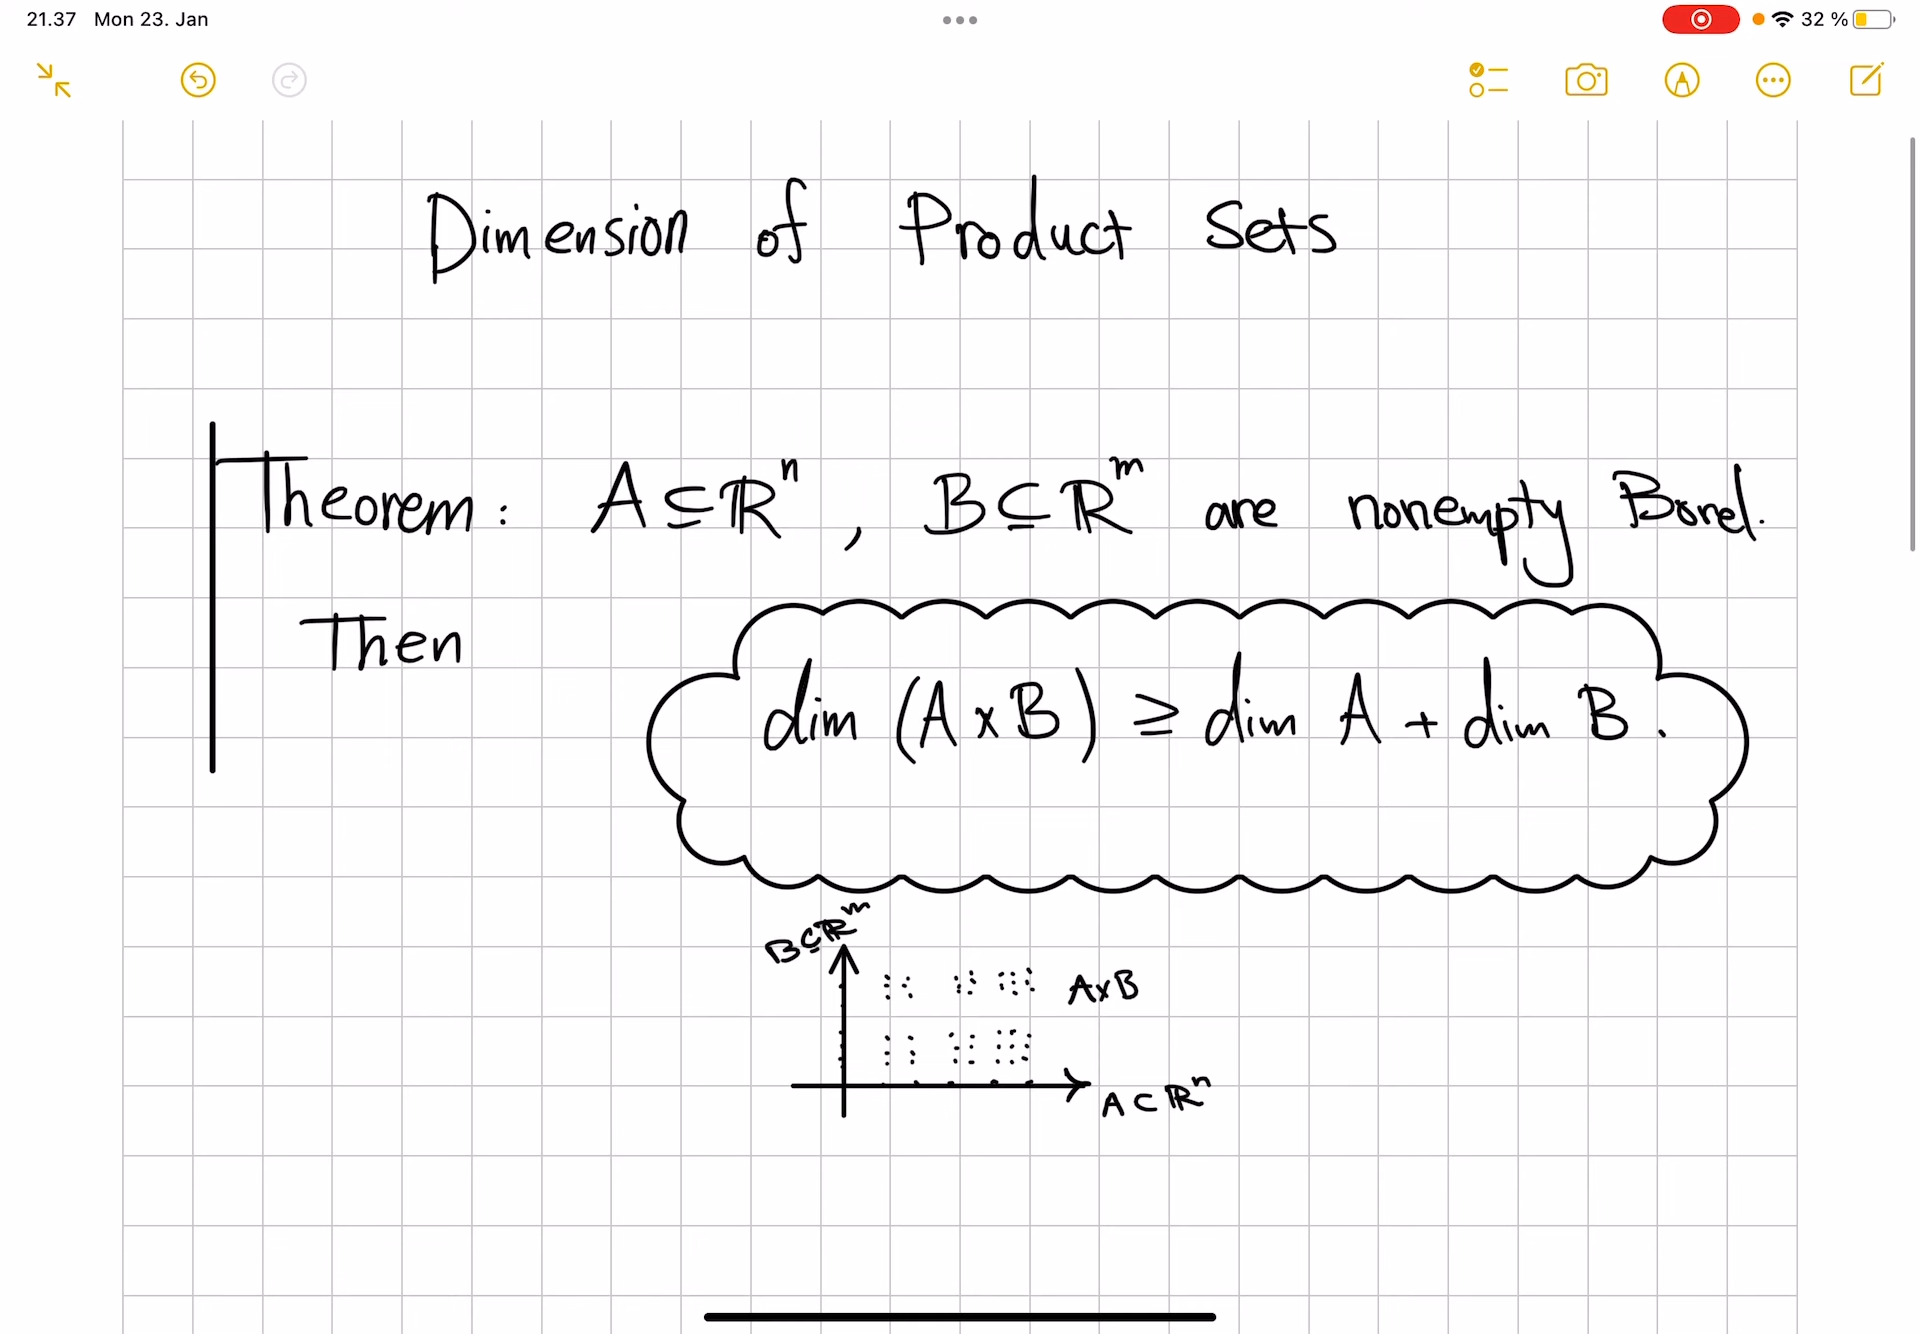 21.37 Mon 23. Jan
32 %
Dimension of Product Sets
Theorem: A ⊆ ℝⁿ, B ⊆ ℝᵐ are nonempty Borel.
Then
dim (A × B) ≥ dim A + dim B.
B ⊆ ℝᵐ
A×B
A ⊂ ℝⁿ